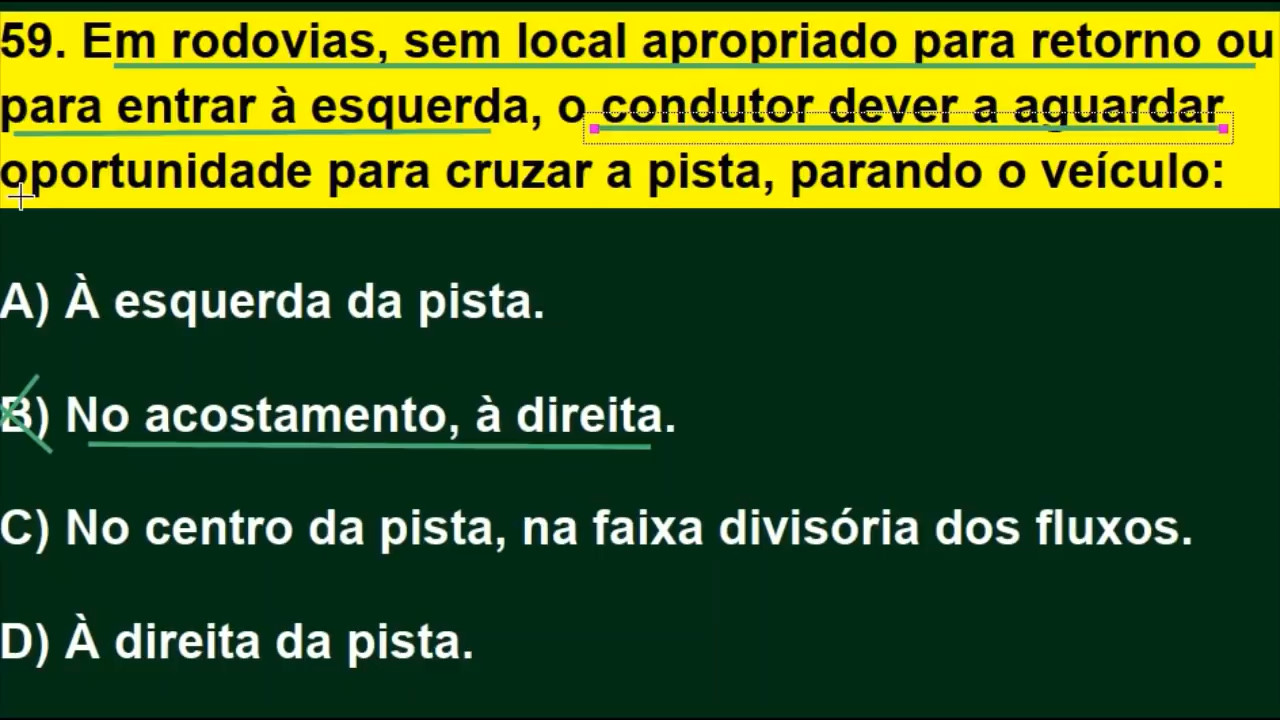 59. Em rodovias, sem local apropriado para retorno ou
para entrar à esquerda, o condutor dever a aguardar
oportunidade para cruzar a pista, parando o veículo:
A) À esquerda da pista.
B) No acostamento, à direita.
C) No centro da pista, na faixa divisória dos fluxos.
D) À direita da pista.